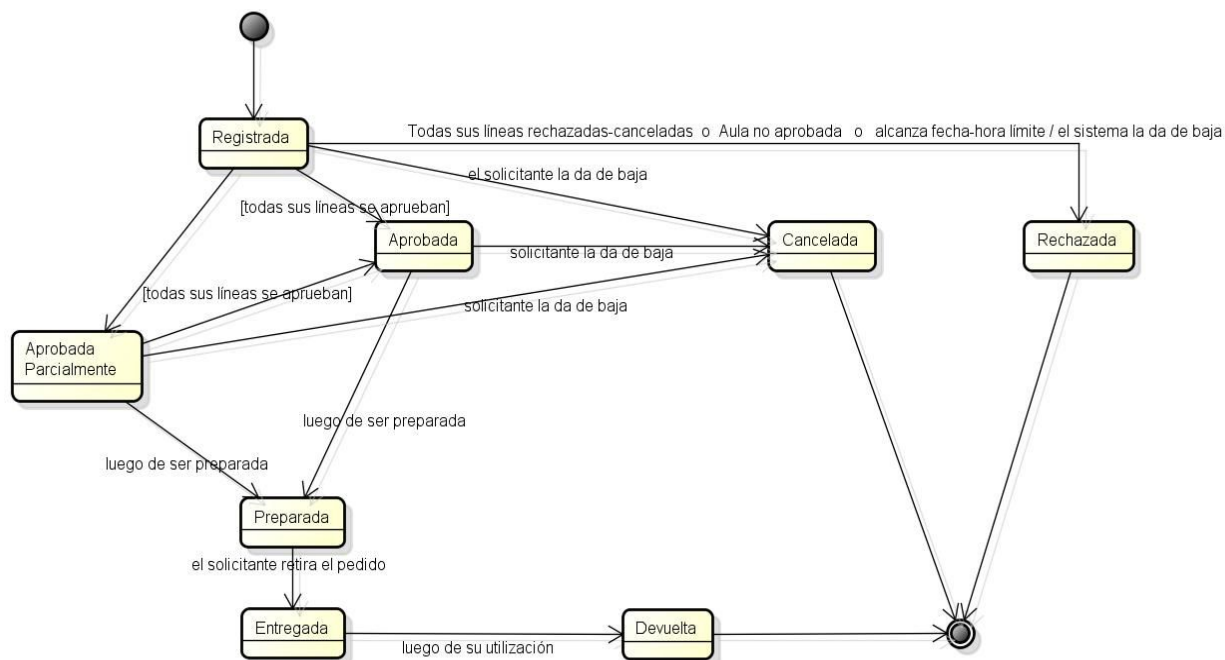 Registrada
Todas sus líneas rechazadas-canceladas o Aula no aprobada o alcanza fecha-hora límite / el sistema la da de baja
el solicitante la da de baja
[todas sus líneas se aprueban]
Aprobada
Cancelada
Rechazada
solicitante la da de baja
[todas sus líneas se aprueban]
solicitante la da de baja
Aprobada
Parcialmente
luego de ser preparada
luego de ser preparada
Preparada
el solicitante retira el pedido
Entregada
luego de su utilización
Devuelta